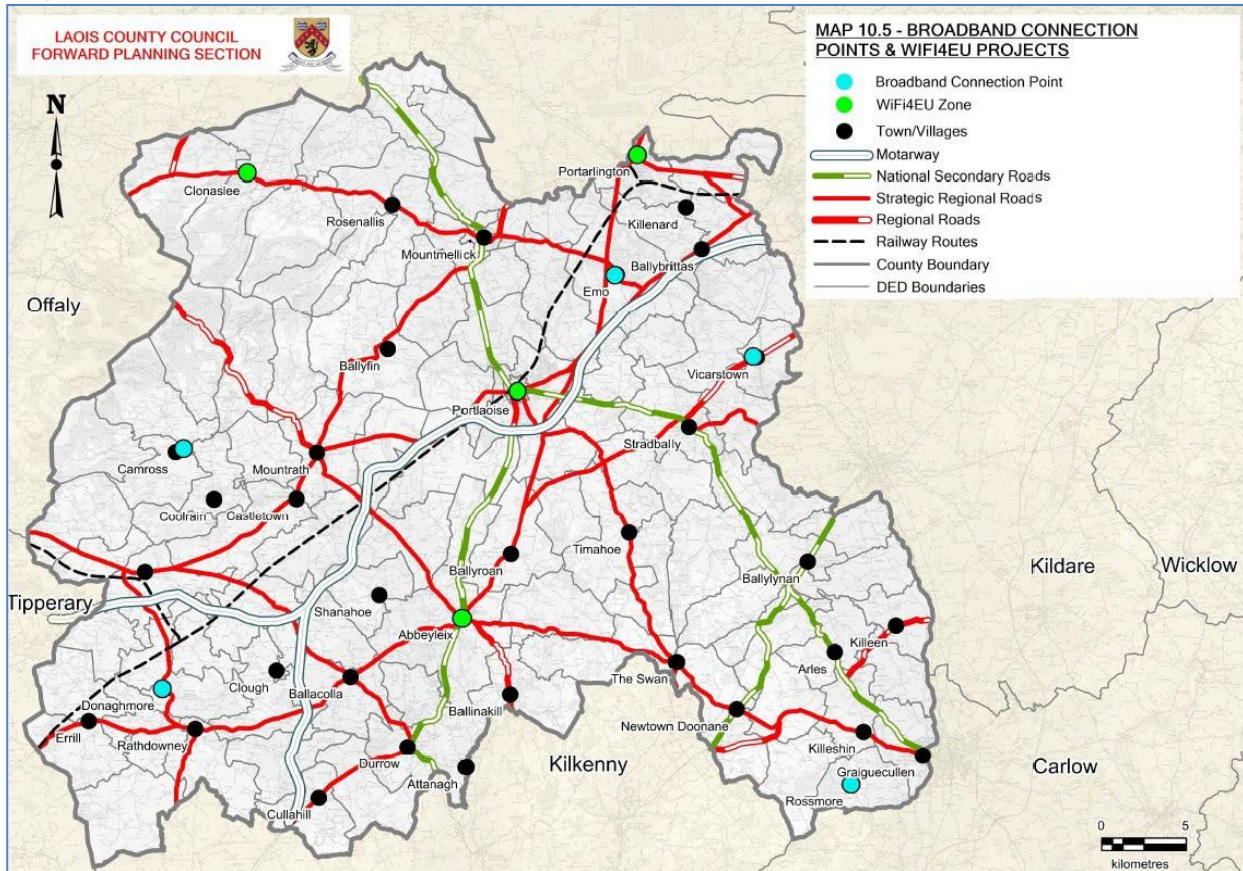 LAOIS COUNTY COUNCIL
FORWARD PLANNING SECTION
MAP 10.5 - BROADBAND CONNECTION
POINTS & WIFI4EU PROJECTS
Broadband Connection Point
WiFi4EU Zone
Town/Villages
Motarway
National Secondary Roads
Strategic Regional Roads
Regional Roads
Railway Routes
County Boundary
DED Boundaries
N
Portarlington
Clonaslee
Rosenallis
Killenard
Mountmellick
Ballybrittas
Emo
Offaly
Ballyfin
Vicarstown
Portlaoise
Stradbally
Camross
Mountrath
Coolrain
Castletown
Timahoe
Ballyroan
Ballylynan
Kildare
Wicklow
Tipperary
Shanahoe
Abbeyleix
Killeen
Arles
The Swan
Clough
Ballacolla
Donaghmore
Ballinakill
Newtown Doonane
Errill
Rathdowney
Killeshin
Durrow
Kilkenny
Graiguecullen
Carlow
Attanagh
Rossmore
Cullahill
0 5
kilometres